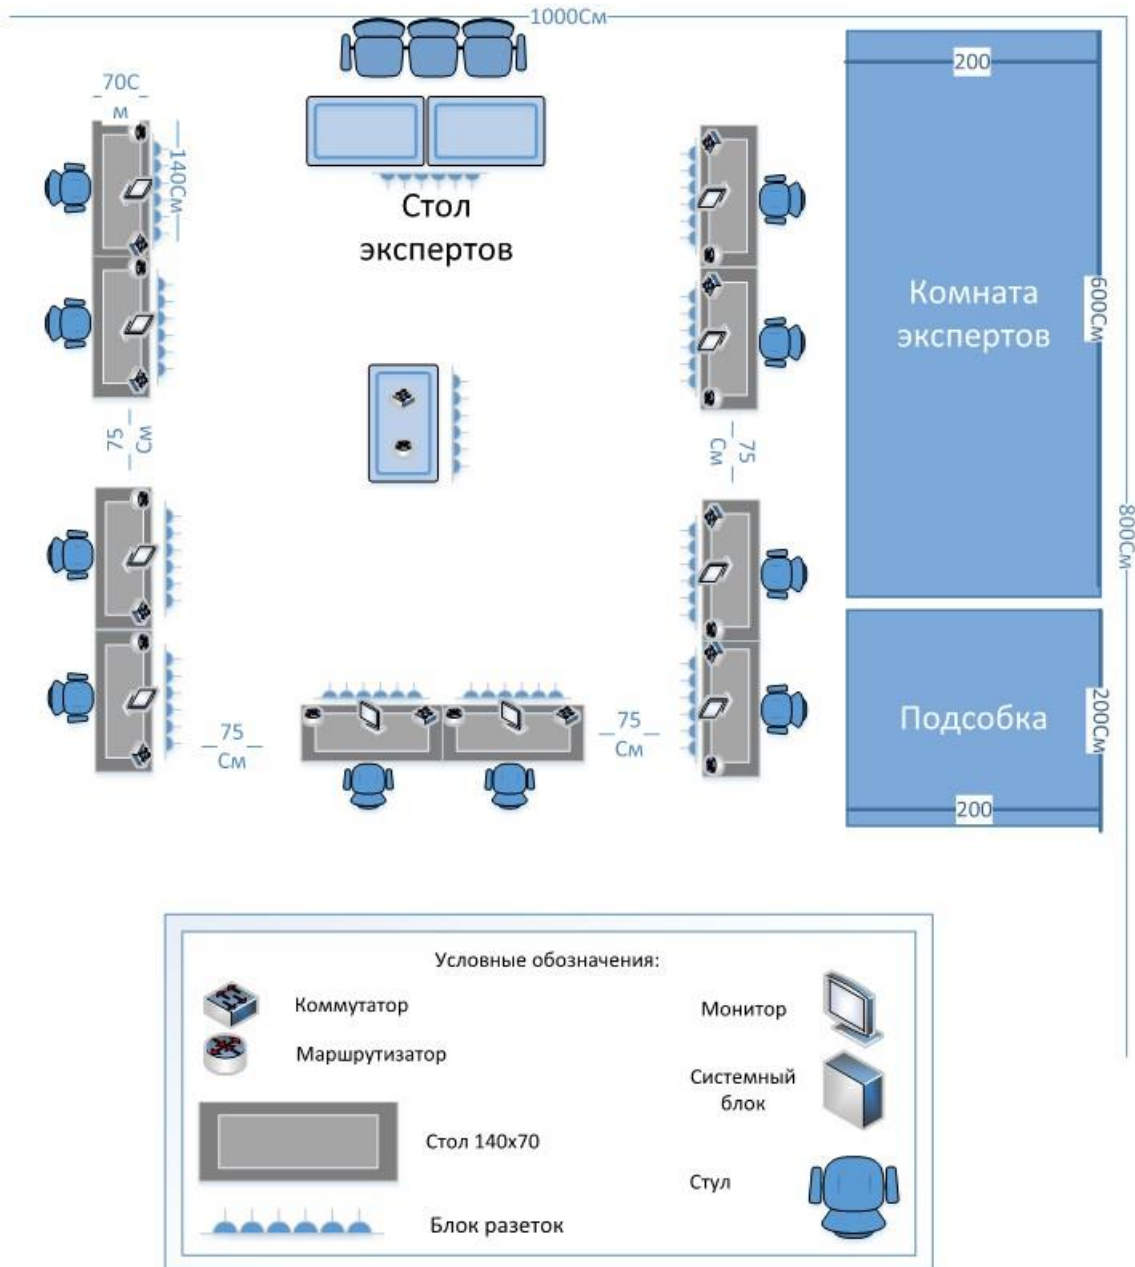 1000См
200
70С
м
140См
Стол
экспертов
Комната
экспертов
600См
75
См
75
См
800См
75
См
75
См
Подсобка
200См
200
Условные обозначения:
Коммутатор
Монитор
Маршрутизатор
Системный
блок
Стол 140x70
Стул
Блок разеток